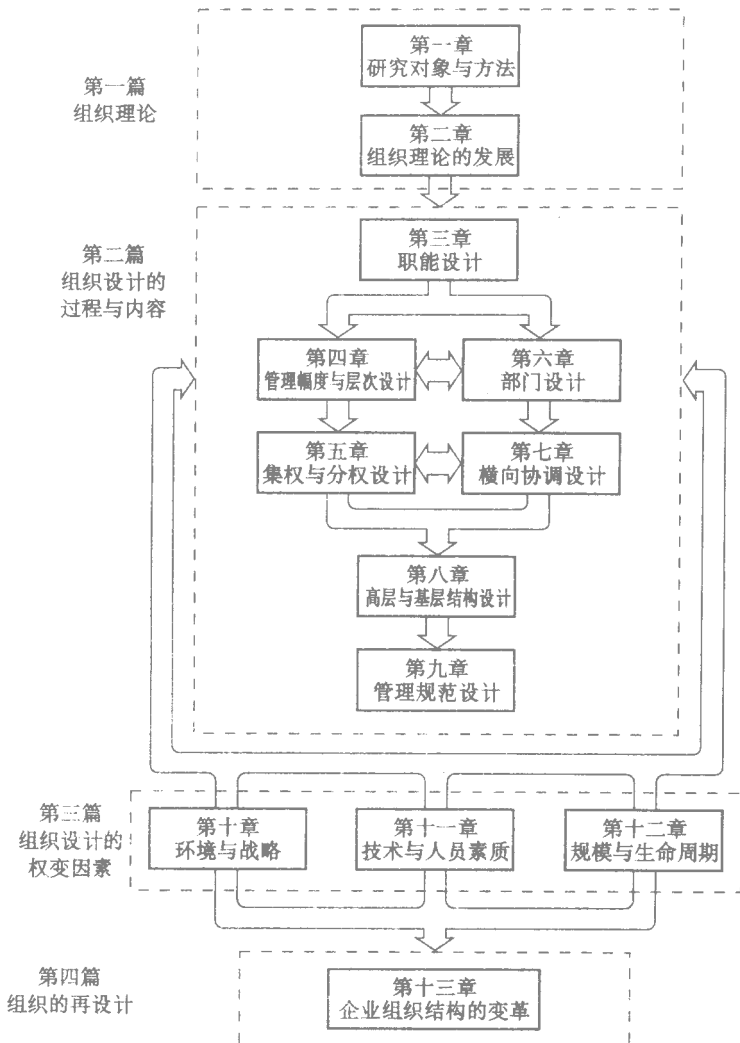 第一章
研究对象与方法
第一篇
组织理论
第二章
组织理论的发展
第三章
职能设计
第二篇
组织设计的
过程与内容
第四章
管理幅度与层次设计
第六章
部门设计
第五章
集权与分权设计
第七章
横向协调设计
第八章
高层与基层结构设计
第九章
管理规范设计
第三篇
组织设计的
权变因素
第十章
环境与战略
第十一章
技术与人员素质
第十二章
规模与生命周期
第四篇
组织的再设计
第十三章
企业组织结构的变革